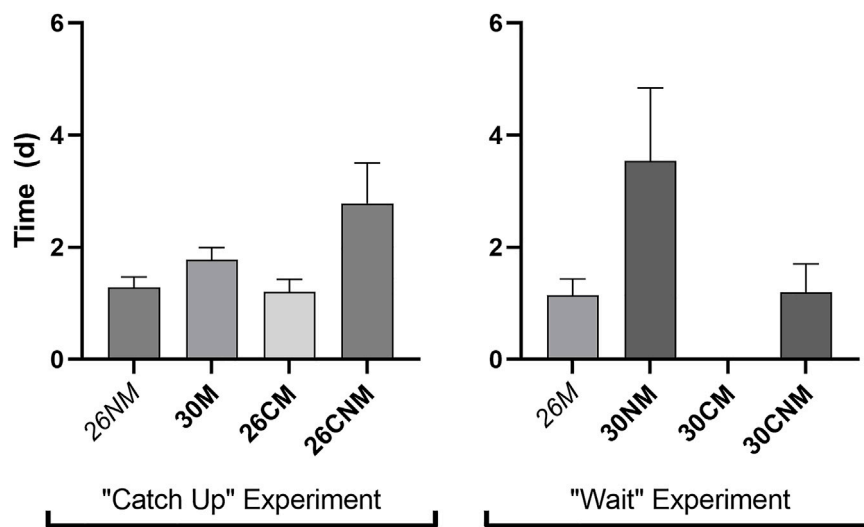 Time (d)
6
4
2
0
26NM
30M
26CM
26CNM
"Catch Up" Experiment
6
4
2
0
26M
30NM
30CM
30CNM
"Wait" Experiment